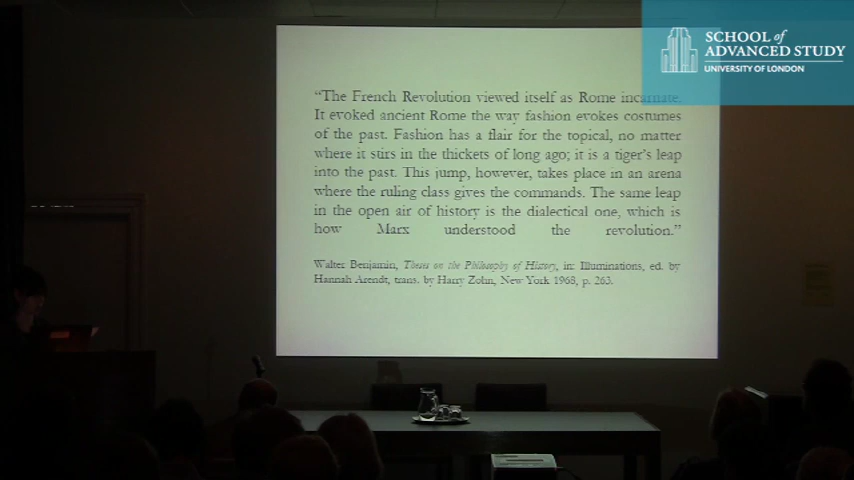 SCHOOL of
ADVANCED STUDY
UNIVERSITY OF LONDON
“The French Revolution viewed itself as Rome incarnate.
It evoked ancient Rome the way fashion evokes costumes
of the past. Fashion has a flair for the topical, no matter
where it stirs in the thickets of long ago; it is a tiger’s leap
into the past. This jump, however, takes place in an arena
where the ruling class gives the commands. The same leap
in the open air of history is the dialectical one, which is
how Marx understood the revolution.”
Walter Benjamin, Theses on the Philosophy of History, in: Illuminations, ed. by
Hannah Arendt, trans. by Harry Zohn, New York 1968, p. 263.